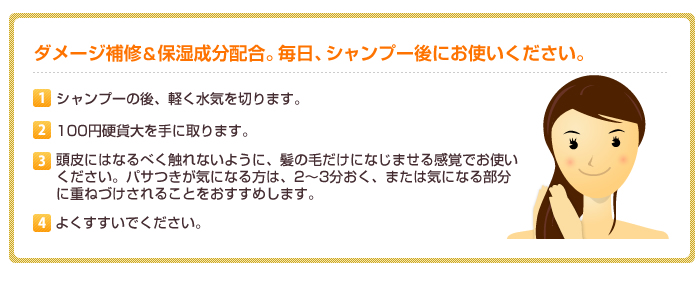 ダメージ補修&保湿成分配合。毎日、シャンプー後にお使いください。
1 シャンプーの後、軽く水気を切ります。
2 100円硬貨大を手に取ります。
3 頭皮にはなるべく触れないように、髪の毛だけになじませる感覚でお使い
ください。パサつきが気になる方は、2〜3分おく、または気になる部分
に重ねづけされることをおすすめします。
4 よくすすいでください。